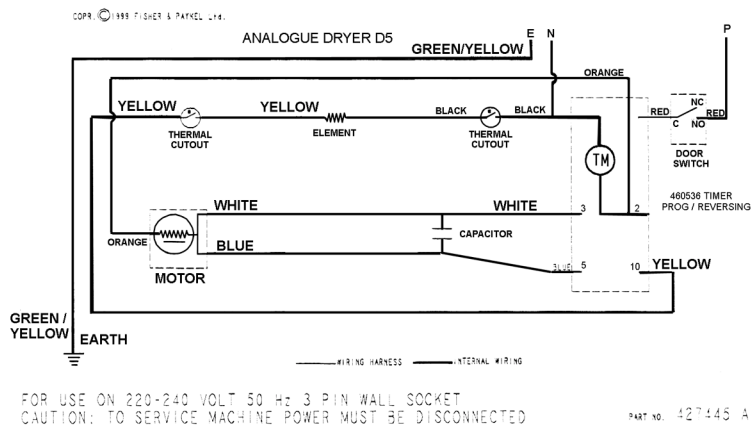 COPR. ©1999 FISHER & PAYKEL Ltd.
ANALOGUE DRYER D5
E N P
GREEN/YELLOW
ORANGE
YELLOW YELLOW BLACK BLACK RED NC RED
C NO
THERMAL CUTOUT
ELEMENT
THERMAL CUTOUT
DOOR SWITCH
TM
460536 TIMER
PROG / REVERSING
WHITE WHITE 3 2
ORANGE
CAPACITOR
BLUE
BLUE 5 10 YELLOW
MOTOR
GREEN / YELLOW
EARTH
WIRING HARNESS INTERNAL WIRING
FOR USE ON 220-240 VOLT 50 Hz 3 PIN WALL SOCKET
CAUTION: TO SERVICE MACHINE POWER MUST BE DISCONNECTED
PART NO. 427445 A